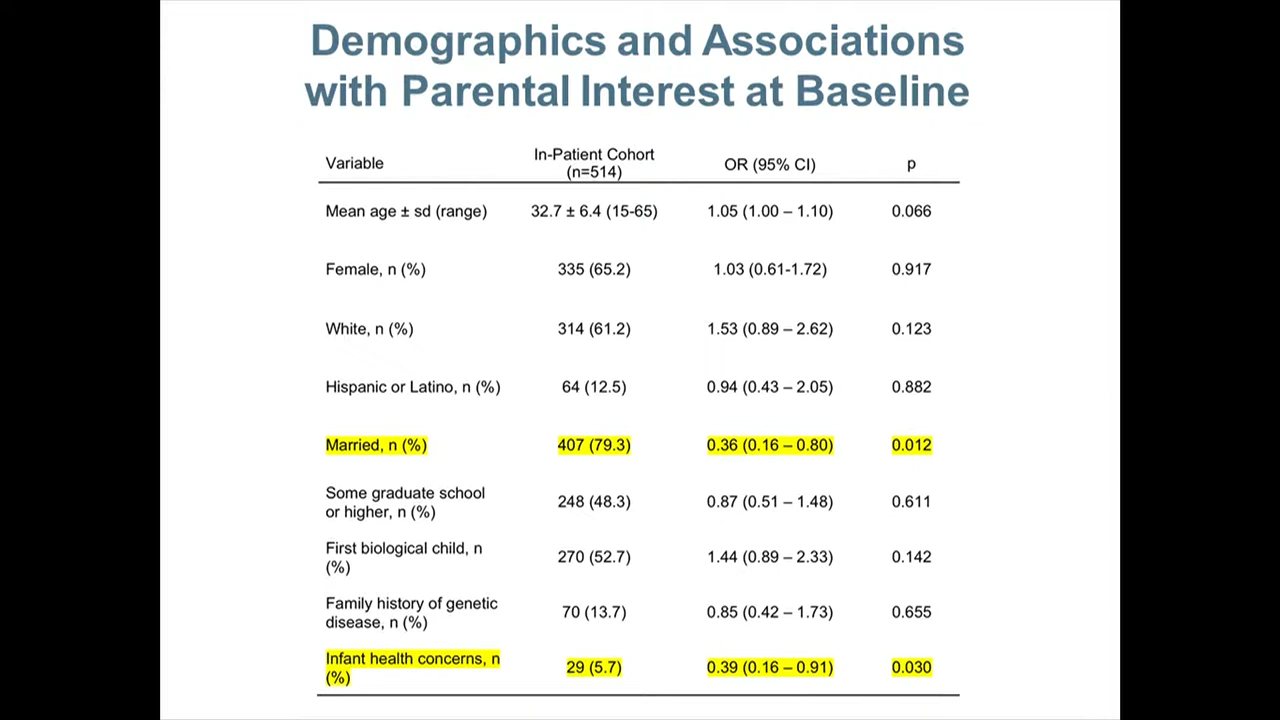 Demographics and Associations
with Parental Interest at Baseline
Variable
In-Patient Cohort
(n=514)
OR (95% CI)
p
Mean age ± sd (range) 32.7 ± 6.4 (15-65) 1.05 (1.00 – 1.10) 0.066
Female, n (%) 335 (65.2) 1.03 (0.61-1.72) 0.917
White, n (%) 314 (61.2) 1.53 (0.89 – 2.62) 0.123
Hispanic or Latino, n (%) 64 (12.5) 0.94 (0.43 – 2.05) 0.882
Married, n (%) 407 (79.3) 0.36 (0.16 – 0.80) 0.012
Some graduate school
or higher, n (%)
248 (48.3) 0.87 (0.51 – 1.48) 0.611
First biological child, n
(%)
270 (52.7) 1.44 (0.89 – 2.33) 0.142
Family history of genetic
disease, n (%)
70 (13.7) 0.85 (0.42 – 1.73) 0.655
Infant health concerns, n
(%)
29 (5.7) 0.39 (0.16 – 0.91) 0.030